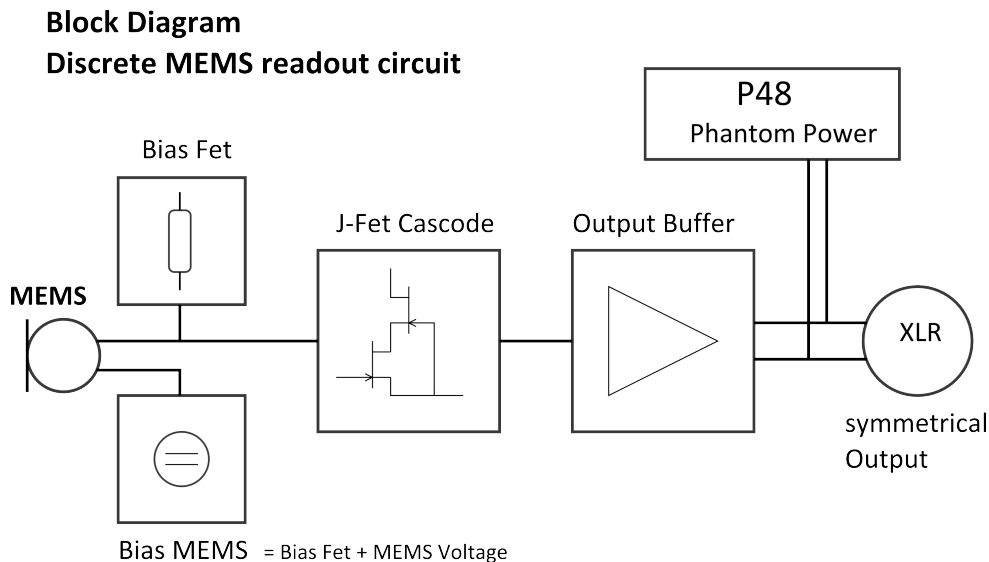 Block Diagram
Discrete MEMS readout circuit
P48
Phantom Power
Bias Fet
J-Fet Cascode
Output Buffer
MEMS
XLR
symmetrical
Output
Bias MEMS = Bias Fet + MEMS Voltage